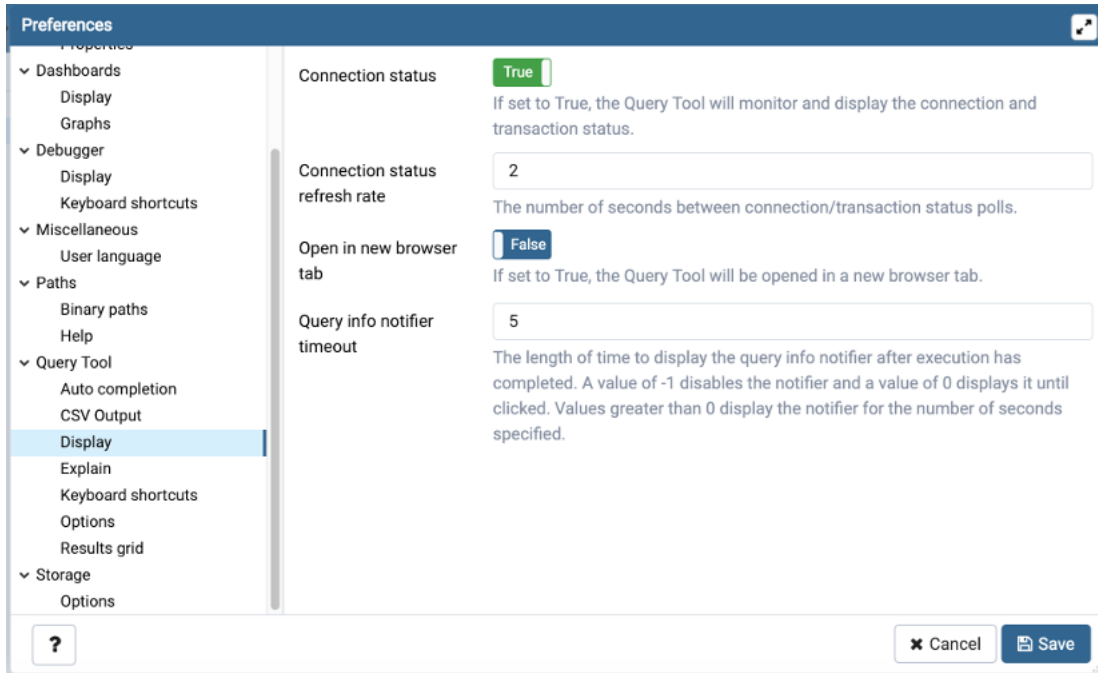 Preferences
Properties
Dashboards
Display
Graphs
Debugger
Display
Keyboard shortcuts
Miscellaneous
User language
Paths
Binary paths
Help
Query Tool
Auto completion
CSV Output
Display
Explain
Keyboard shortcuts
Options
Results grid
Storage
Options
Connection status
True
If set to True, the Query Tool will monitor and display the connection and
transaction status.
Connection status
refresh rate
2
The number of seconds between connection/transaction status polls.
Open in new browser
tab
False
If set to True, the Query Tool will be opened in a new browser tab.
Query info notifier
timeout
5
The length of time to display the query info notifier after execution has
completed. A value of -1 disables the notifier and a value of 0 displays it until
clicked. Values greater than 0 display the notifier for the number of seconds
specified.
?
Cancel
Save